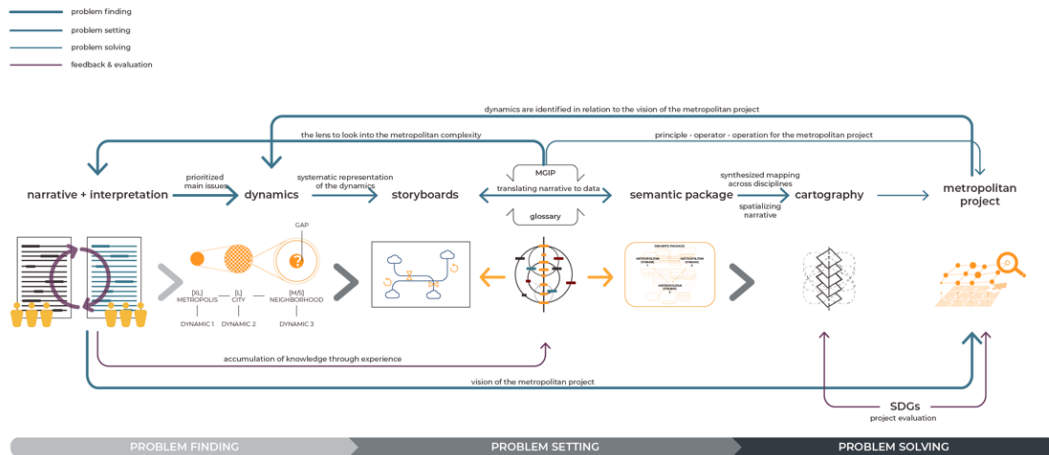 problem finding
problem setting
problem solving
feedback & evaluation
dynamics are identified in relation to the vision of the metropolitan project
the lens to look into the metropolitan complexity
principle - operator - operation for the metropolitan project
MGIP
narrative + interpretation
prioritized
main issues
dynamics
systematic representation
of the dynamics
storyboards
translating narrative to data
glossary
semantic package
synthesized mapping
across disciplines
spatializing
narrative
cartography
metropolitan
project
GAP
?
[XL]
METROPOLIS
[L]
CITY
[M/S]
NEIGHBORHOOD
DYNAMIC 1
DYNAMIC 2
DYNAMIC 3
SEMANTIC PACKAGE
accumulation of knowledge through experience
vision of the metropolitan project
SDGs
project evaluation
PROBLEM FINDING
PROBLEM SETTING
PROBLEM SOLVING